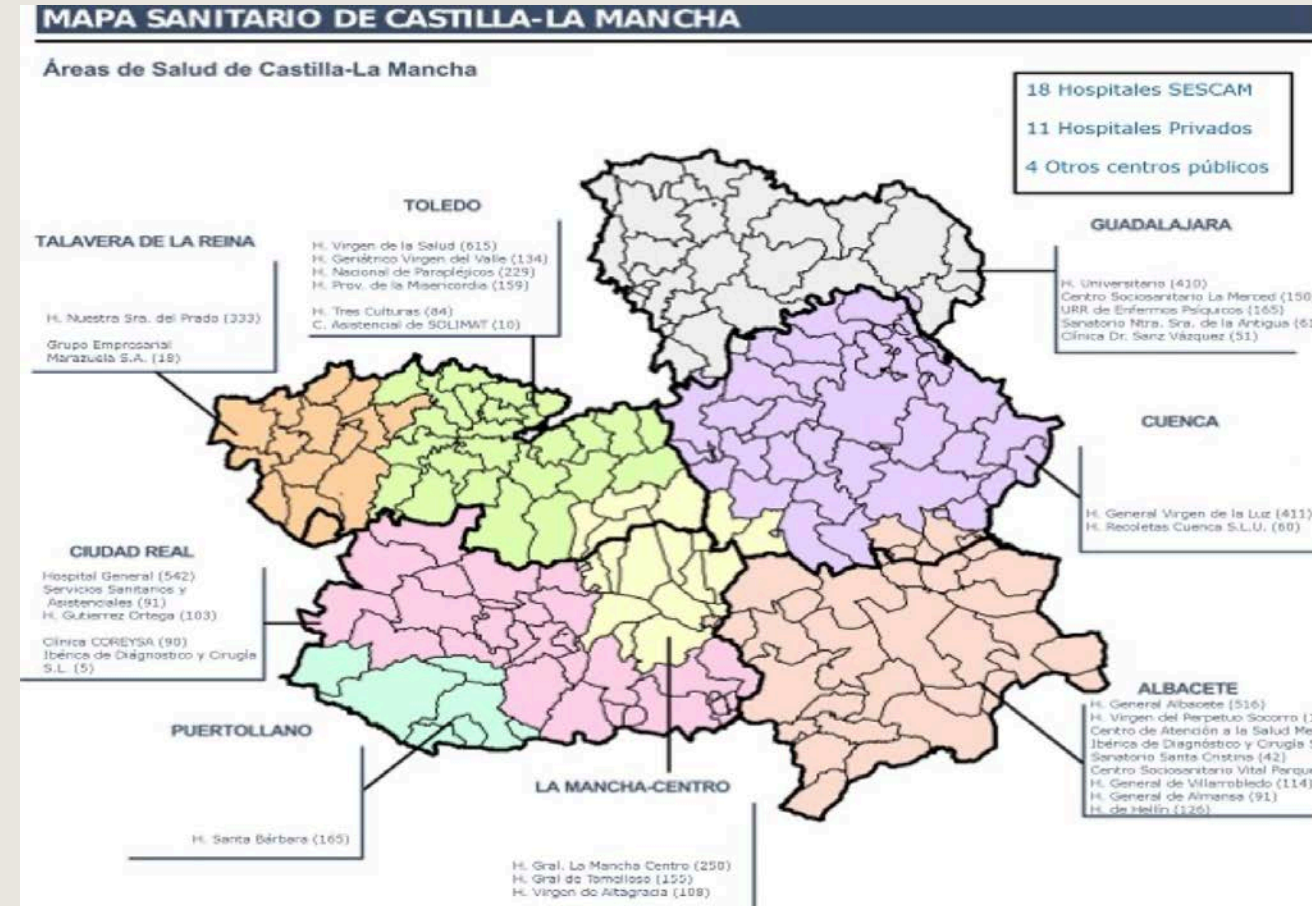 MAPA SANITARIO DE CASTILLA-LA MANCHA
Áreas de Salud de Castilla-La Mancha
18 Hospitales SESCAM
11 Hospitales Privados
4 Otros centros públicos
TOLEDO
H. Virgen de la Salud (615)
H. Geriátrico Virgen del Valle (134)
H. Nacional de Parapléjicos (229)
H. Prov. de la Misericordia (159)
H. Tres Culturas (84)
C. Asistencial de SOLIMAT (10)
TALAVERA DE LA REINA
H. Nuestra Sra. del Prado (333)
Grupo Empresarial
Marazuela S.A. (18)
GUADALAJARA
H. Universitario (410)
Centro Sociosanitario La Merced (150
URR de Enfermos Psíquicos (165)
Sanatorio Ntra. Sra. de la Antigua (6
Clínica Dr. Sanz Vázquez (51)
CUENCA
H. General Virgen de la Luz (411)
H. Recoletas Cuenca S.L.U. (60)
CIUDAD REAL
Hospital General (542)
Servicios Sanitarios y
Asistenciales (91)
H. Gutierrez Ortega (103)
Clínica COREYSA (90)
Ibérica de Diágnostico y Cirugía
S.L. (5)
PUERTOLLANO
H. Santa Bárbara (165)
LA MANCHA-CENTRO
H. Gral. La Mancha Centro (250)
H. Gral de Tomelloso (155)
H. Virgen de Altagracia (108)
ALBACETE
H. General Albacete (516)
H. Virgen del Perpetuo Socorro
Centro de Atención a la Salud Me
Ibérica de Diagnóstico y Cirugía
Sanatorio Santa Cristina (42)
Centro Sociosanitario Vital Parque
H. General de Villarrobledo (114)
H. General de Almansa (91)
H. de Hellín (126)